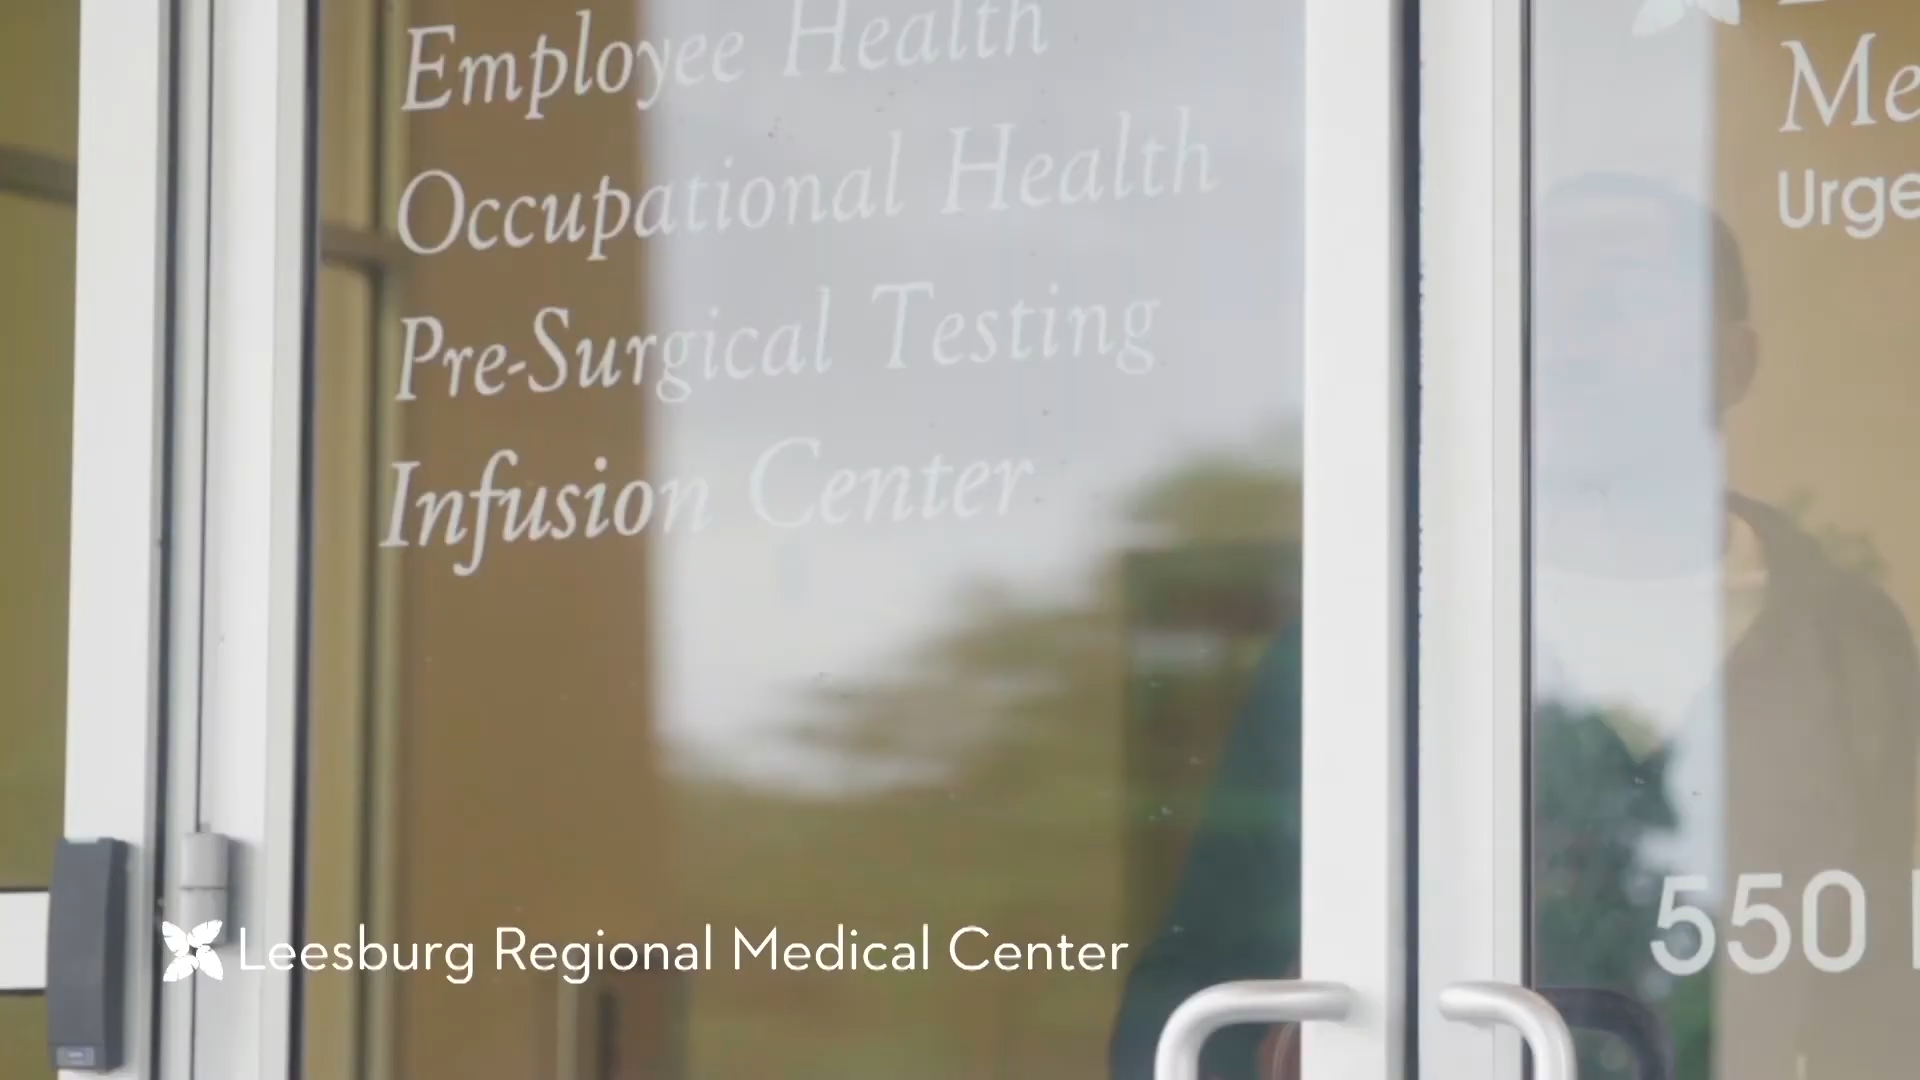 Employee Health
Occupational Health
Pre-Surgical Testing
Infusion Center
Me
Urge
550
Leesburg Regional Medical Center